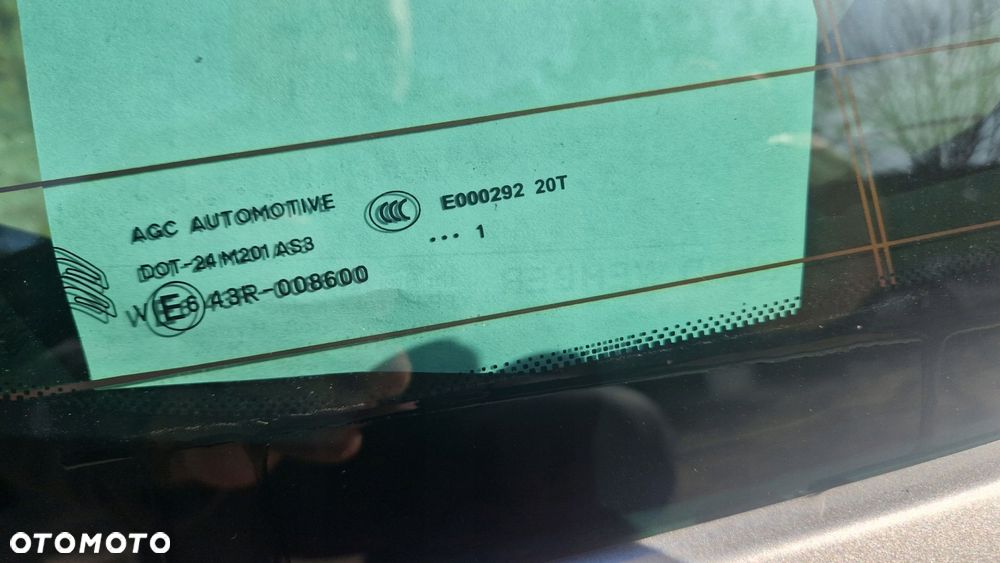 AGC AUTOMOTIVE
DOT-24 M201 AS3
E6 43R-008600
CCC E000292 20T
... 1
OTOMOTO